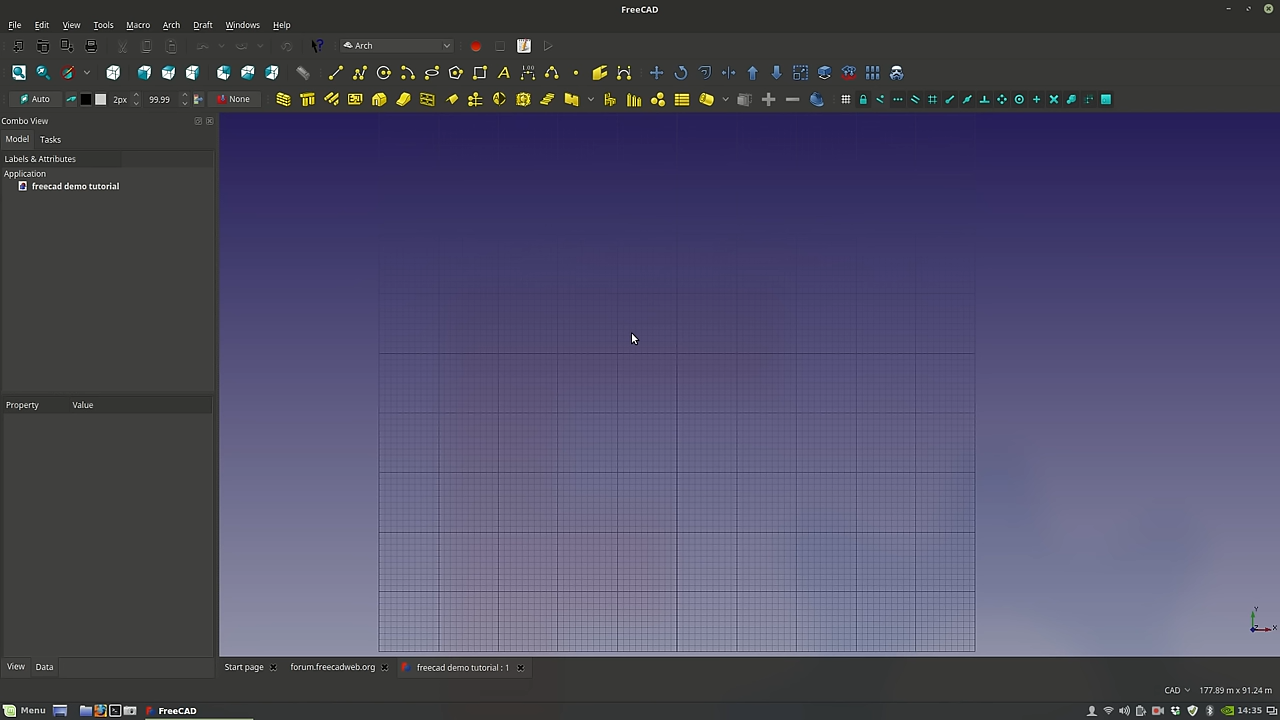 FreeCAD
File Edit View Tools Macro Arch Draft Windows Help
Arch
Auto 2px 99.99 None
Combo View
Model Tasks
Labels & Attributes
Application
freecad demo tutorial
Property Value
Y
X
View Data
Start page forum.freecadweb.org freecad demo tutorial : 1
CAD 177.89 m x 91.24 m
Menu FreeCAD 14:35